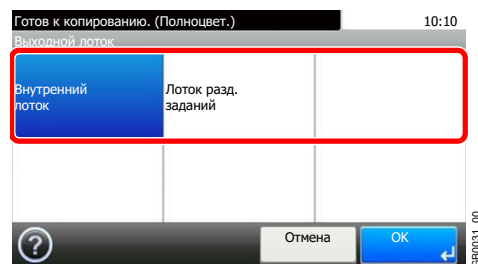 Готов к копированию. (Полноцвет.) 10:10
Выходной лоток
Внутренний лоток
Лоток разд. заданий
?
Отмена
OK
GB0031_00